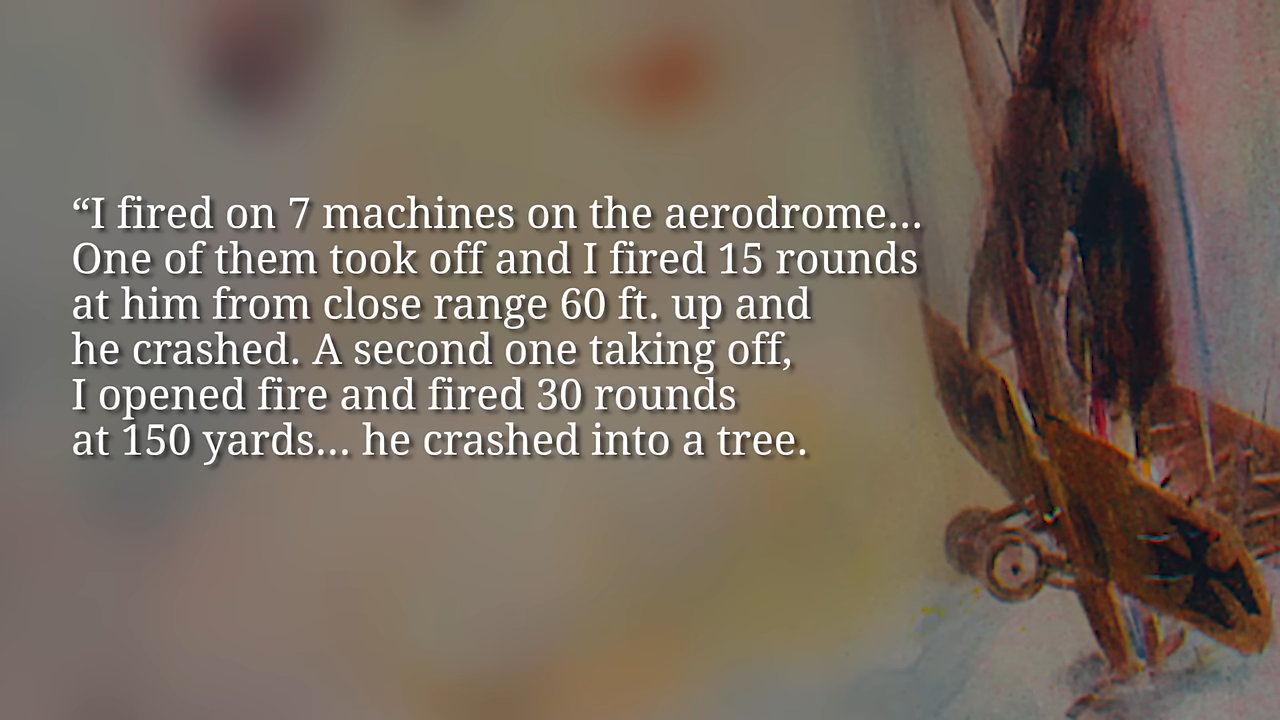 “I fired on 7 machines on the aerodrome...
One of them took off and I fired 15 rounds
at him from close range 60 ft. up and
he crashed. A second one taking off,
I opened fire and fired 30 rounds
at 150 yards... he crashed into a tree.